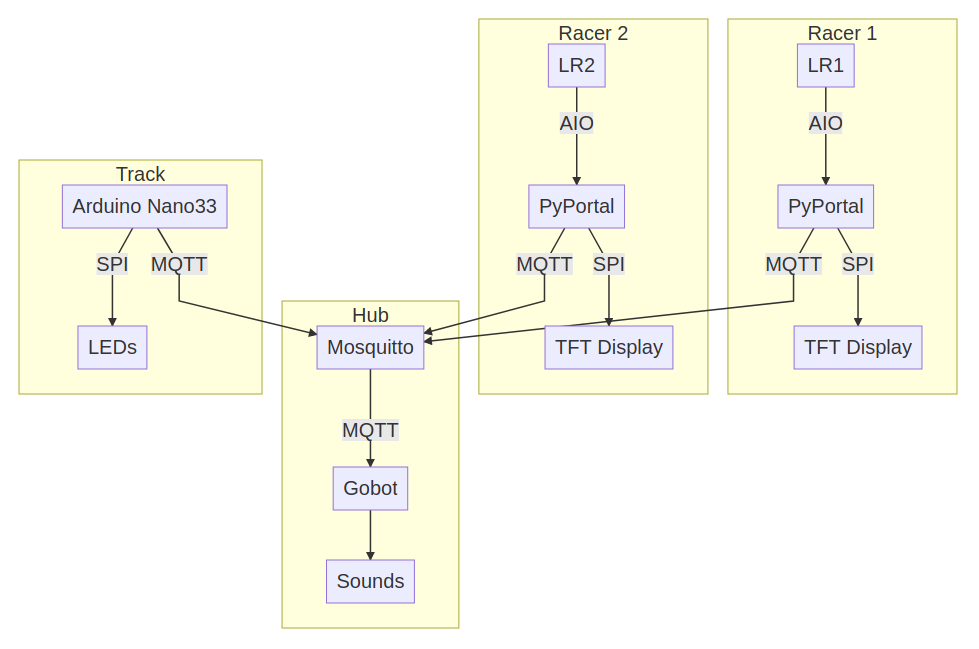 Racer 2
Racer 1
LR2
LR1
AIO
AIO
Track
Arduino Nano33
PyPortal
PyPortal
SPI
MQTT
MQTT
SPI
MQTT
SPI
Hub
LEDs
Mosquitto
TFT Display
TFT Display
MQTT
Gobot
Sounds